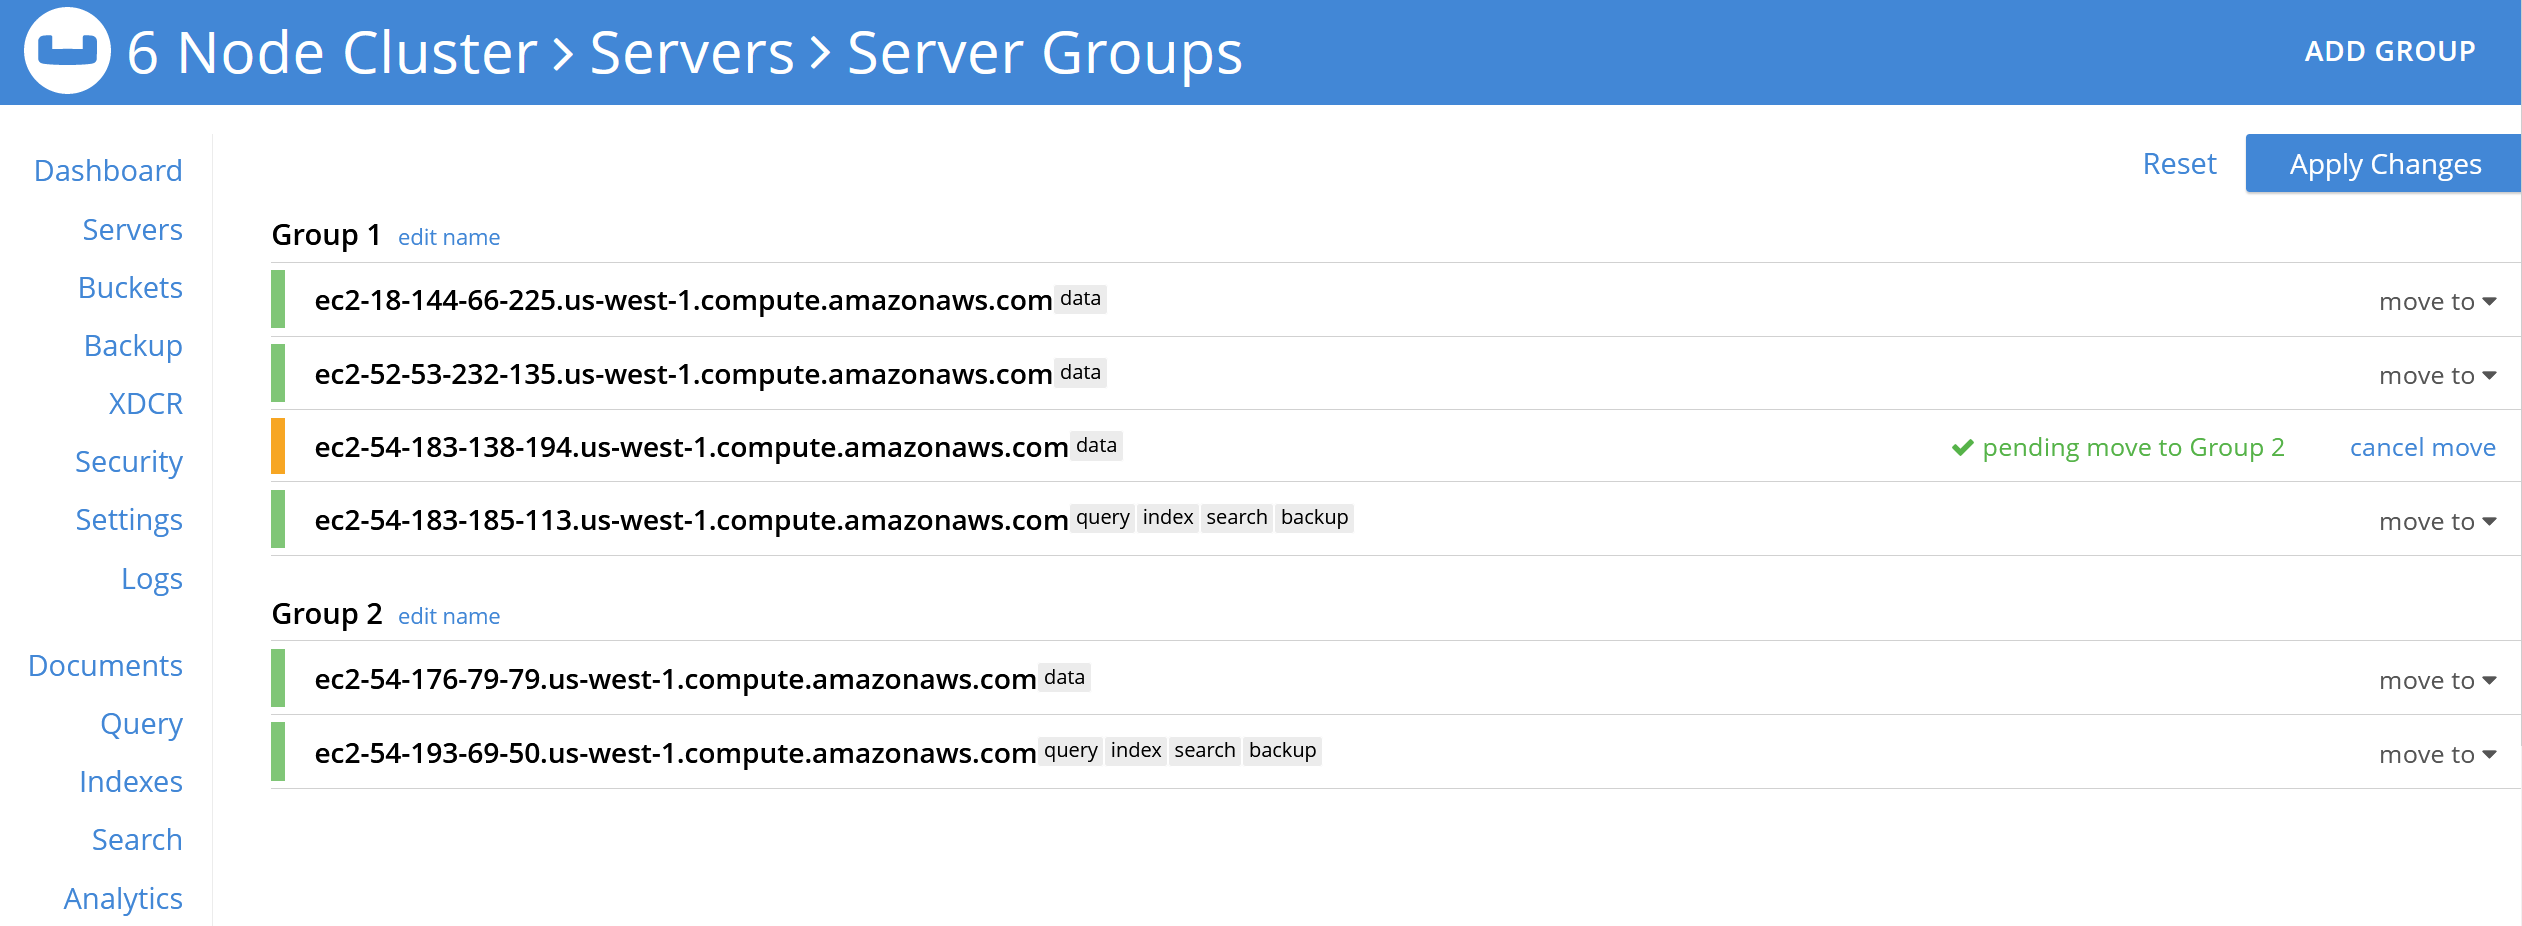 6 Node Cluster > Servers > Server Groups
ADD GROUP
Dashboard
Servers
Buckets
Backup
XDCR
Security
Settings
Logs
Documents
Query
Indexes
Search
Analytics
Reset
Apply Changes
Group 1 edit name
ec2-18-144-66-225.us-west-1.compute.amazonaws.com data move to
ec2-52-53-232-135.us-west-1.compute.amazonaws.com data move to
ec2-54-183-138-194.us-west-1.compute.amazonaws.com data pending move to Group 2 cancel move
ec2-54-183-185-113.us-west-1.compute.amazonaws.com query index search backup move to
Group 2 edit name
ec2-54-176-79-79.us-west-1.compute.amazonaws.com data move to
ec2-54-193-69-50.us-west-1.compute.amazonaws.com query index search backup move to